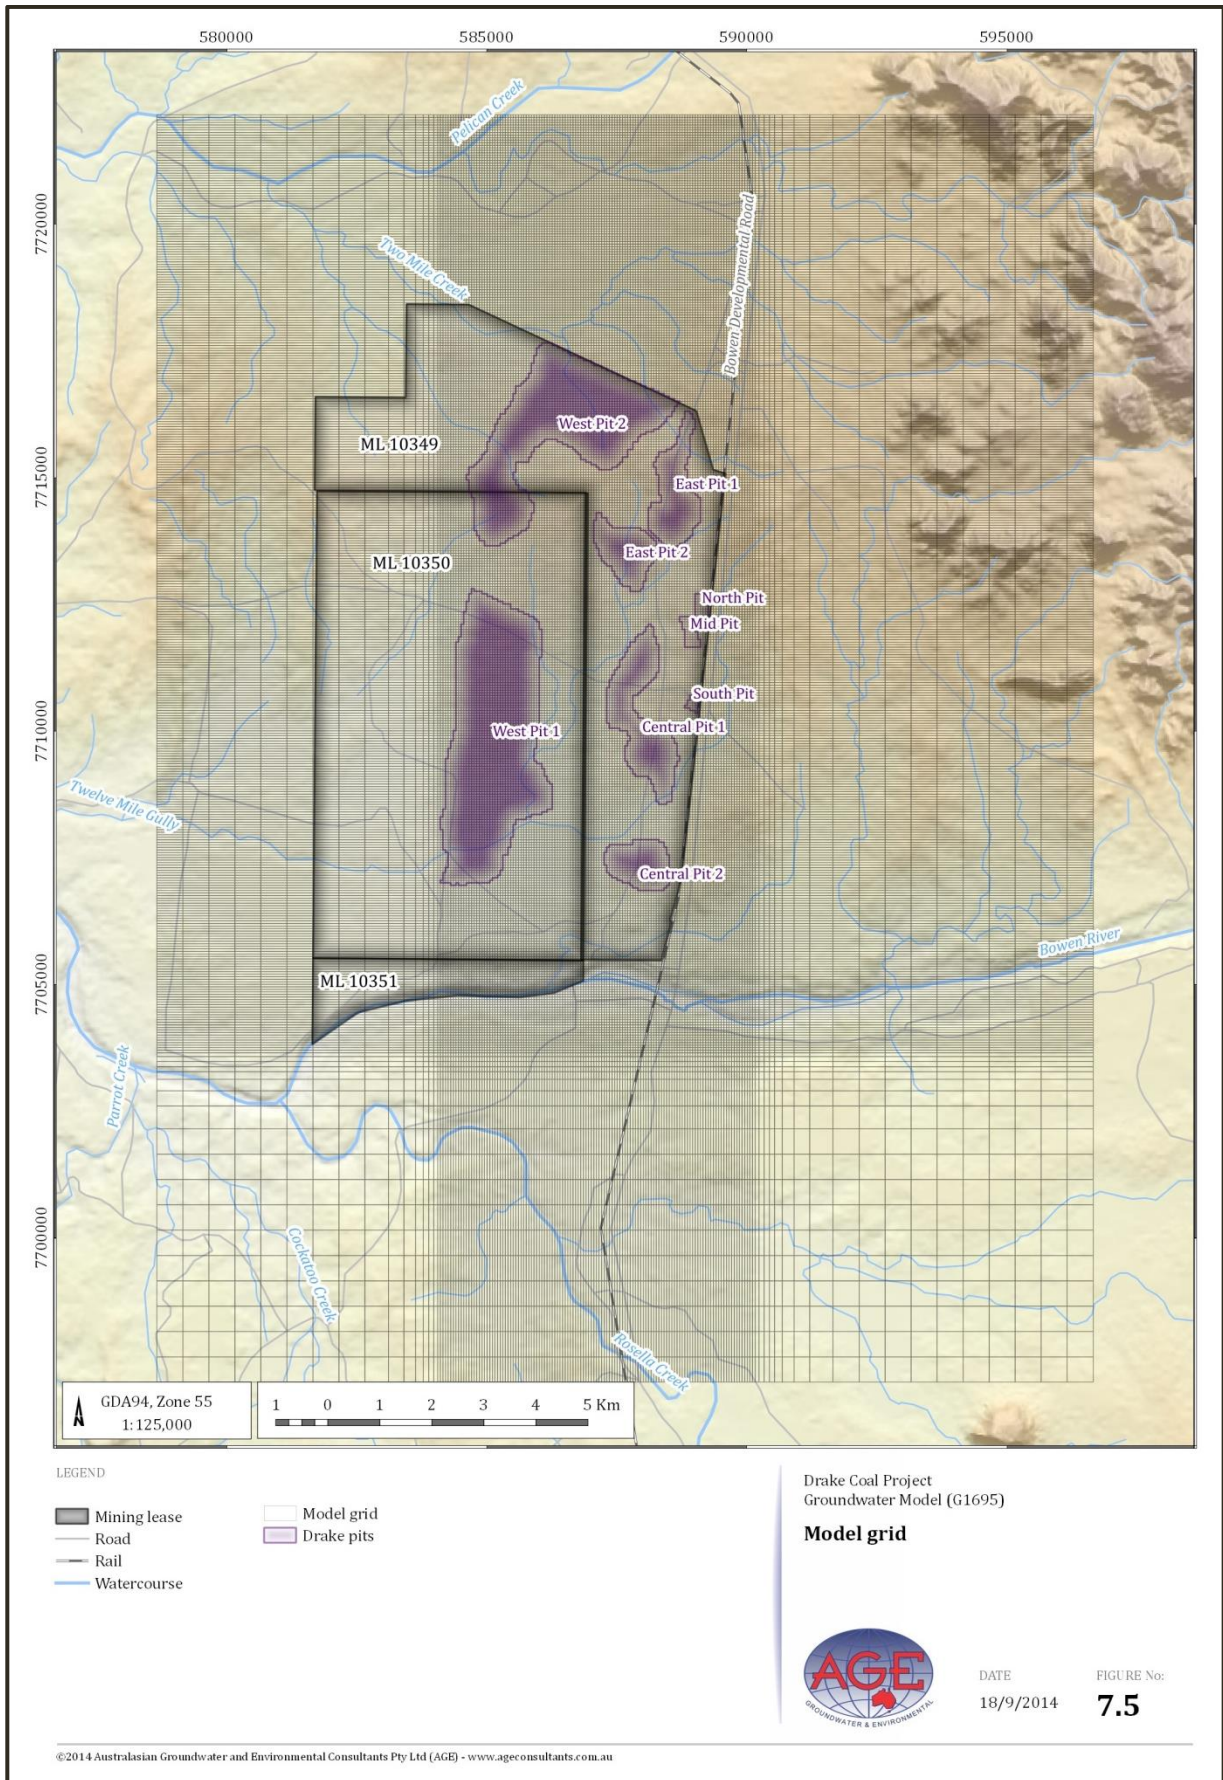 580000
585000
590000
595000
Pelican Creek
7720000
Two Mile Creek
Bowen Developmental Road
West Pit 2
ML 10349
7715000
East Pit 1
East Pit 2
ML 10350
North Pit
Mid Pit
South Pit
7710000
West Pit 1
Central Pit 1
Twelve Mile Gully
Central Pit 2
Bowen River
7705000
ML 10351
Parrot Creek
7700000
Cockatoo Creek
Rosella Creek
GDA94, Zone 55
1:125,000
N
1 0 1 2 3 4 5 Km
LEGEND
Mining lease
Road
Rail
Watercourse
Model grid
Drake pits
Drake Coal Project
Groundwater Model (G1695)
Model grid
AGE
GROUNDWATER & ENVIRONMENTAL
DATE
18/9/2014
FIGURE No:
7.5
©2014 Australasian Groundwater and Environmental Consultants Pty Ltd (AGE) - www.ageconsultants.com.au